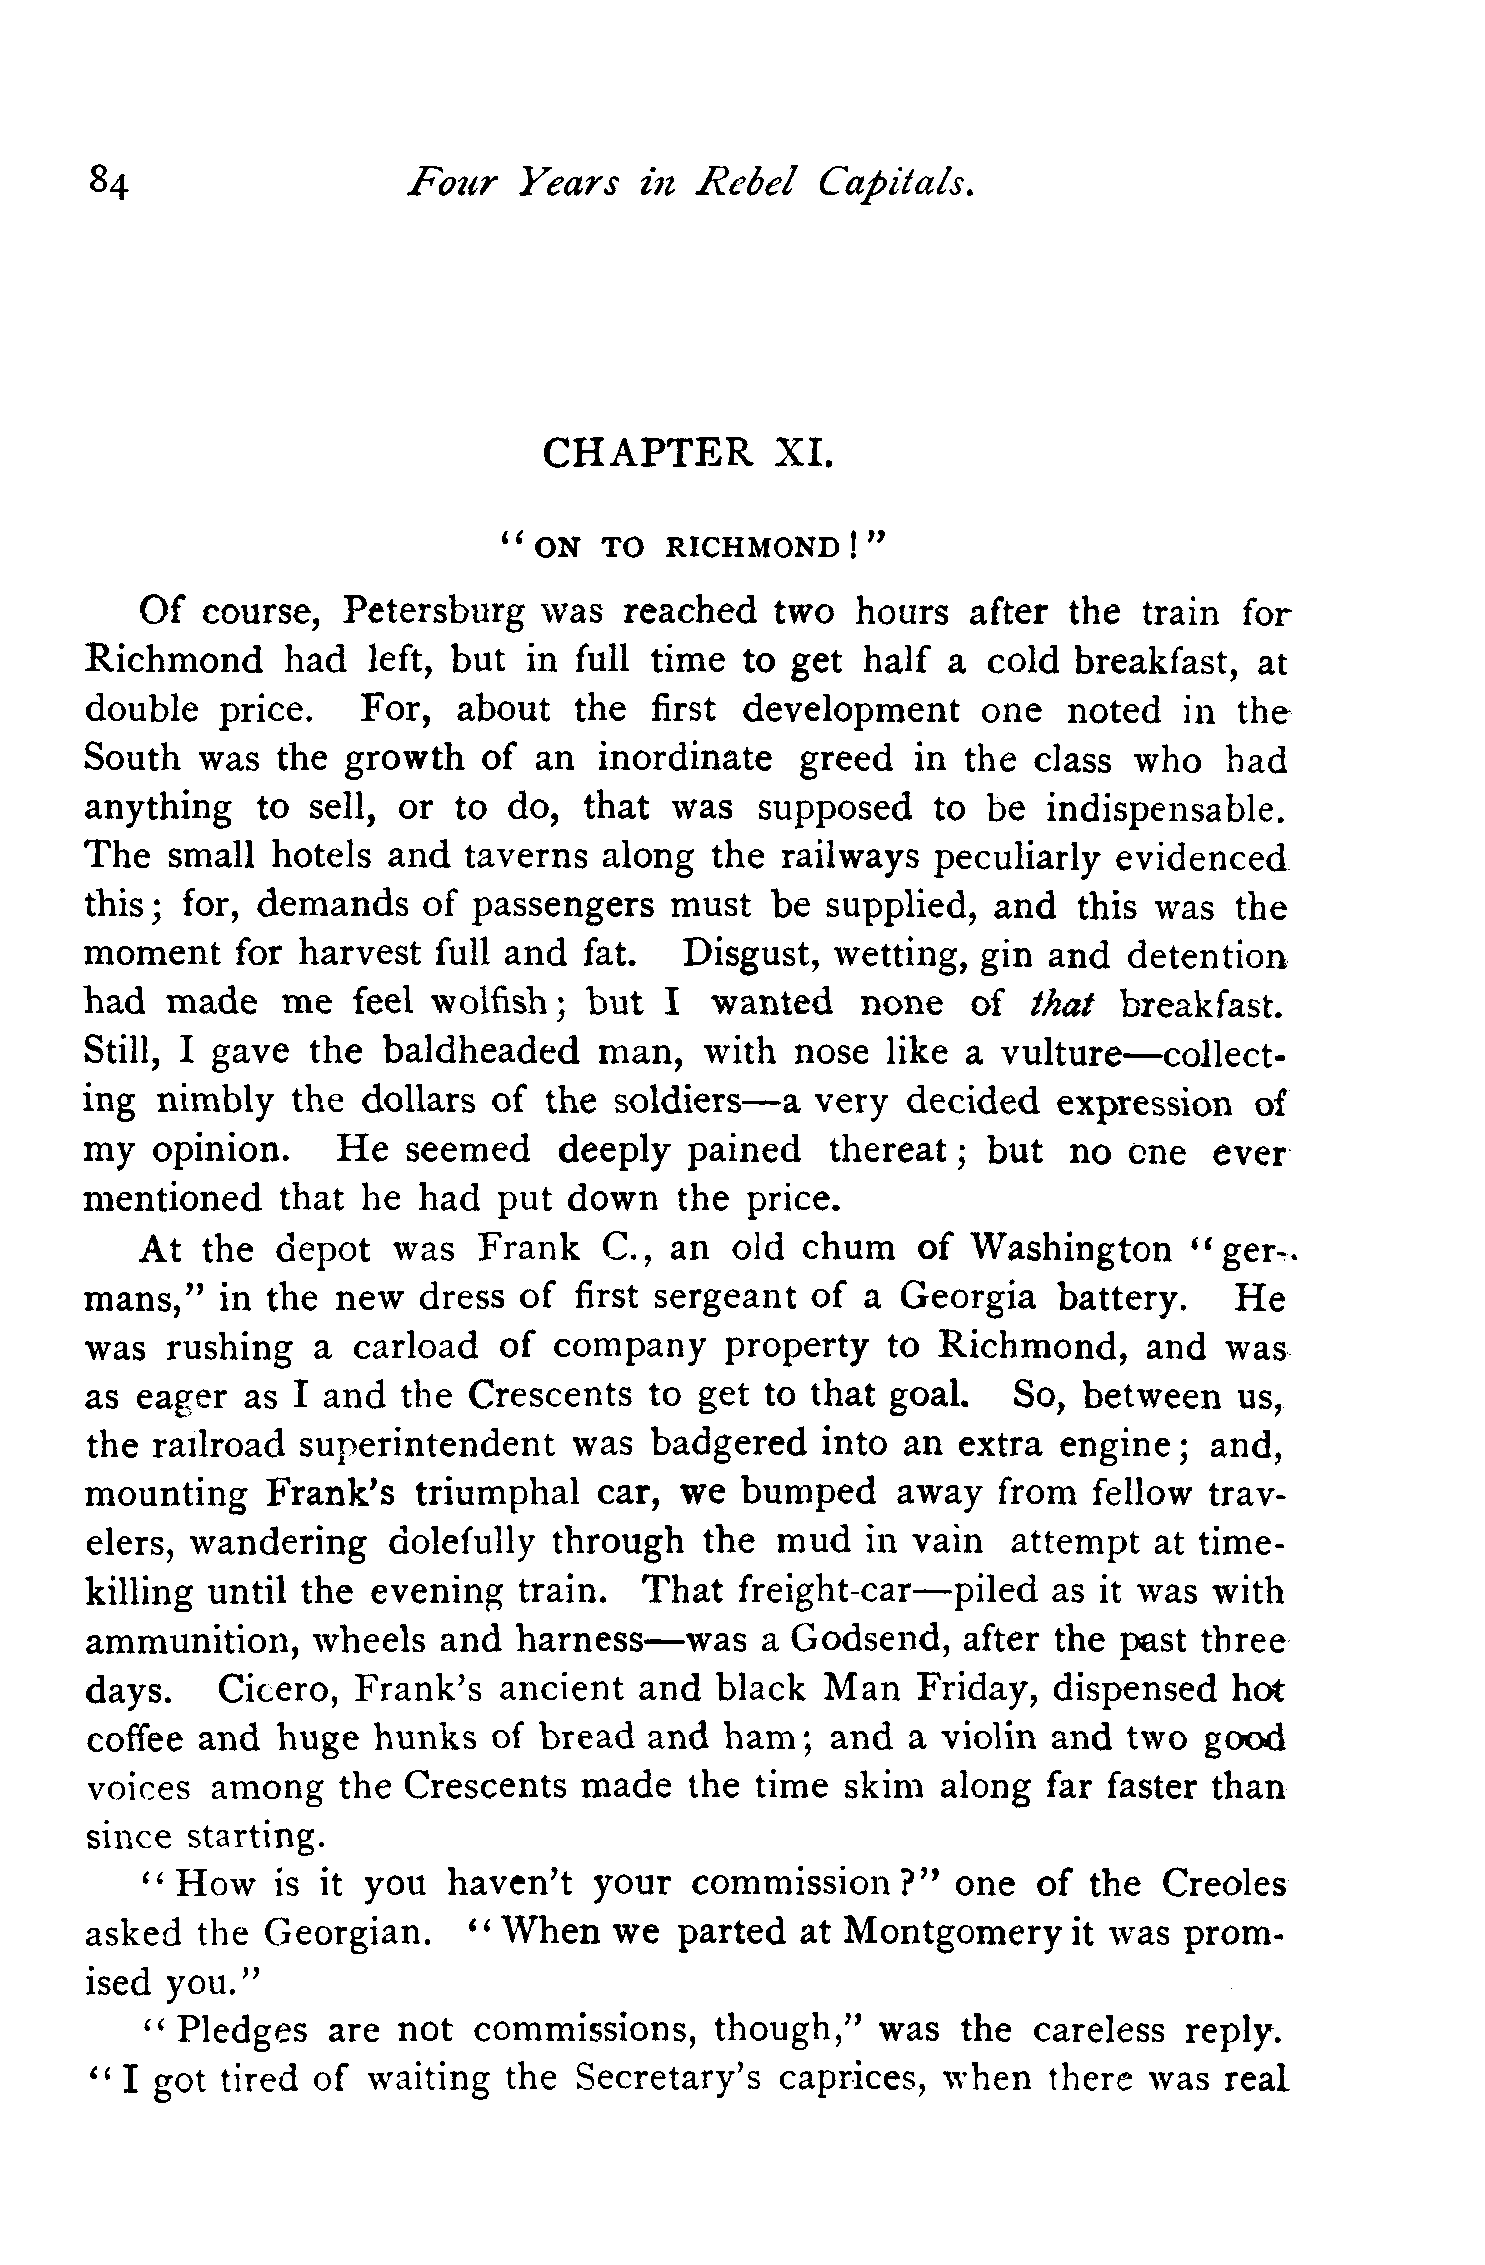 84 Four Years in Rebel Capitals.
CHAPTER XI.
"ON TO RICHMOND!"
Of course, Petersburg was reached two hours after the train for
Richmond had left, but in full time to get half a cold breakfast, at
double price. For, about the first development one noted in the
South was the growth of an inordinate greed in the class who had
anything to sell, or to do, that was supposed to be indispensable.
The small hotels and taverns along the railways peculiarly evidenced
this; for, demands of passengers must be supplied, and this was the
moment for harvest full and fat. Disgust, wetting, gin and detention
had made me feel wolfish; but I wanted none of that breakfast.
Still, I gave the baldheaded man, with nose like a vulture—collect-
ing nimbly the dollars of the soldiers—a very decided expression of
my opinion. He seemed deeply pained thereat; but no one ever
mentioned that he had put down the price.
At the depot was Frank C., an old chum of Washington "ger-
mans," in the new dress of first sergeant of a Georgia battery. He
was rushing a carload of company property to Richmond, and was
as eager as I and the Crescents to get to that goal. So, between us,
the railroad superintendent was badgered into an extra engine; and,
mounting Frank's triumphal car, we bumped away from fellow trav-
elers, wandering dolefully through the mud in vain attempt at time-
killing until the evening train. That freight-car—piled as it was with
ammunition, wheels and harness—was a Godsend, after the past three
days. Cicero, Frank's ancient and black Man Friday, dispensed hot
coffee and huge hunks of bread and ham; and a violin and two good
voices among the Crescents made the time skim along far faster than
since starting.
"How is it you haven't your commission?" one of the Creoles
asked the Georgian. "When we parted at Montgomery it was prom-
ised you."
"Pledges are not commissions, though," was the careless reply.
"I got tired of waiting the Secretary's caprices, when there was real